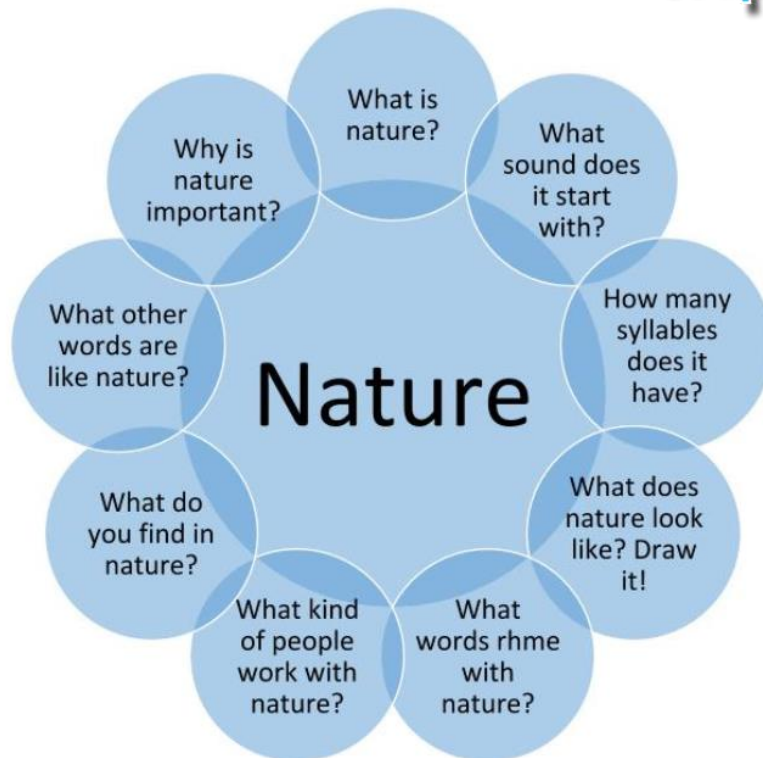 What is
nature?
What
sound does
it start
with?
How many
syllables
does it
have?
What does
nature look
like? Draw
it!
What
words rhme
with
nature?
What kind
of people
work with
nature?
What do
you find in
nature?
What other
words are
like nature?
Why is
nature
important?
Nature